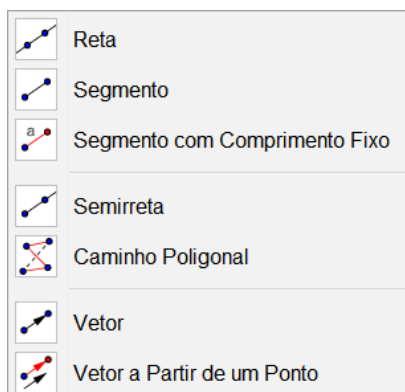 Reta
Segmento
a
Segmento com Comprimento Fixo
Semirreta
Caminho Poligonal
Vetor
Vetor a Partir de um Ponto